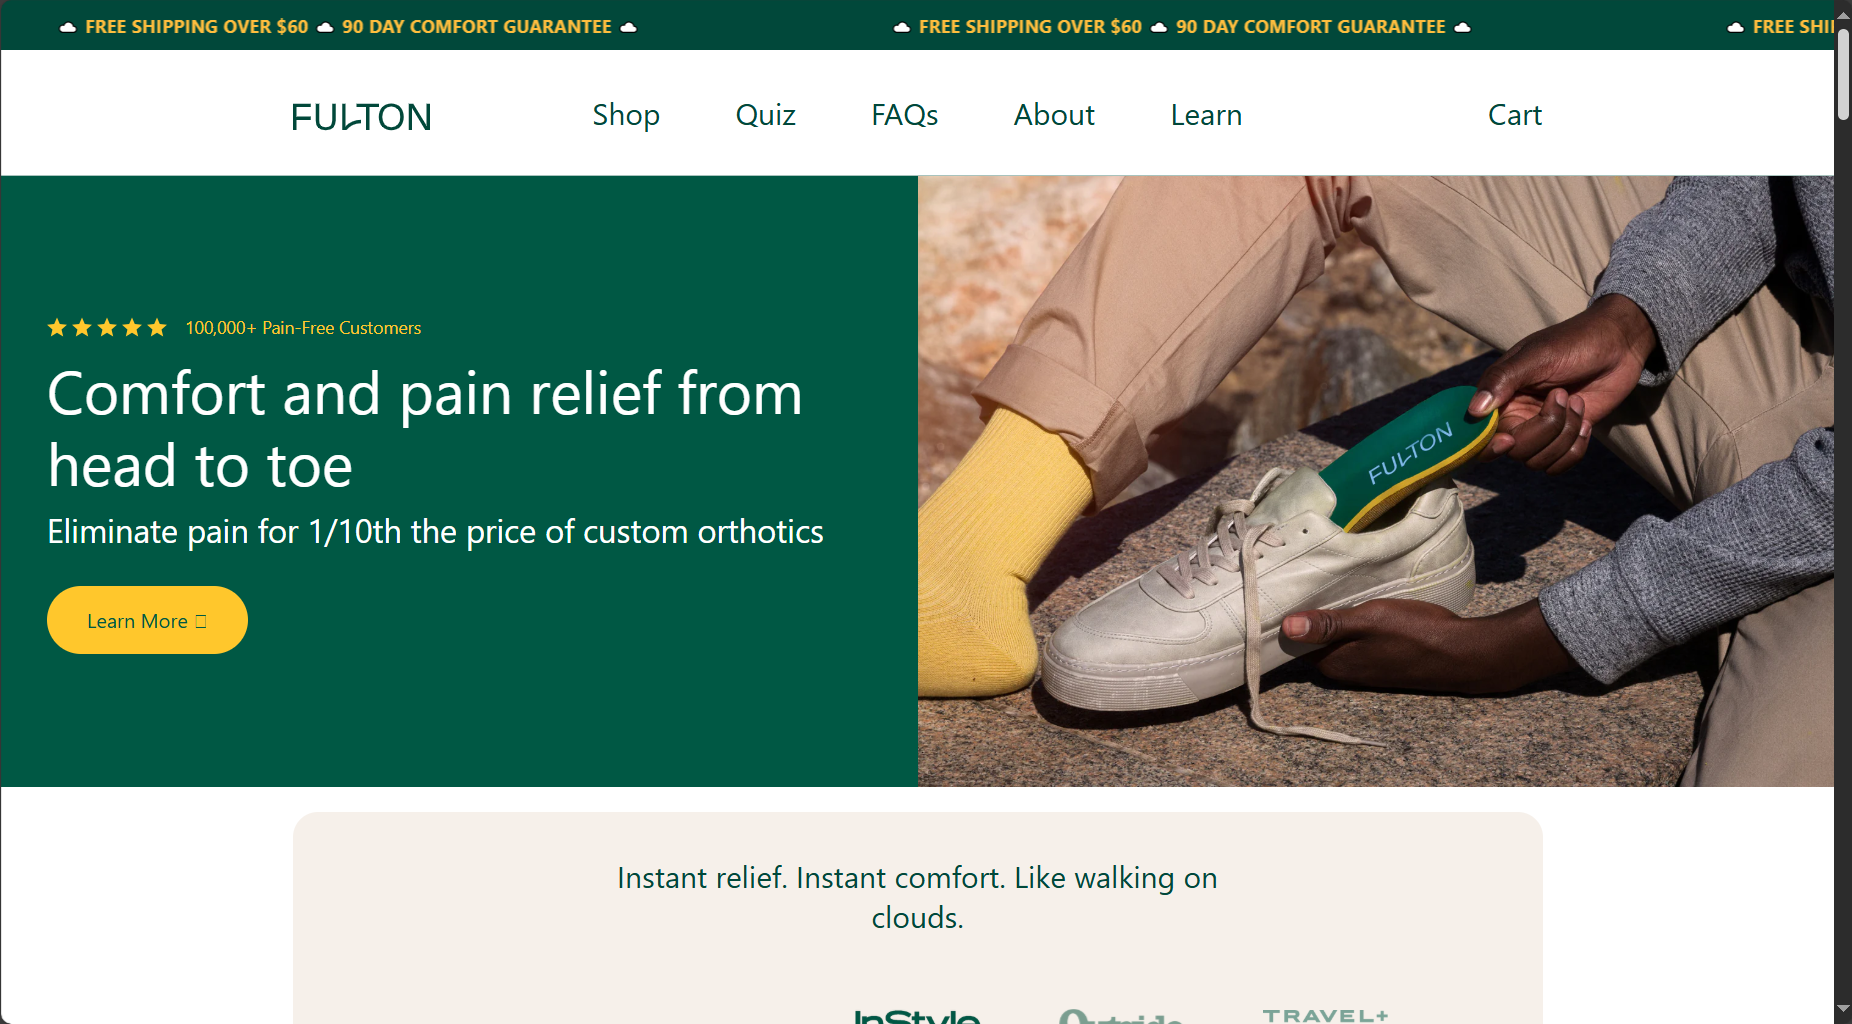 FREE SHIPPING OVER $60 90 DAY COMFORT GUARANTEE FREE SHIPPING OVER $60 90 DAY COMFORT GUARANTEE FREE
FULTON Shop Quiz FAQs About Learn Cart
100,000+ Pain-Free Customers
Comfort and pain relief from
head to toe
Eliminate pain for 1/10th the price of custom orthotics
Learn More
FULTON
Instant relief. Instant comfort. Like walking on
clouds.
InStyle TRAVEL+